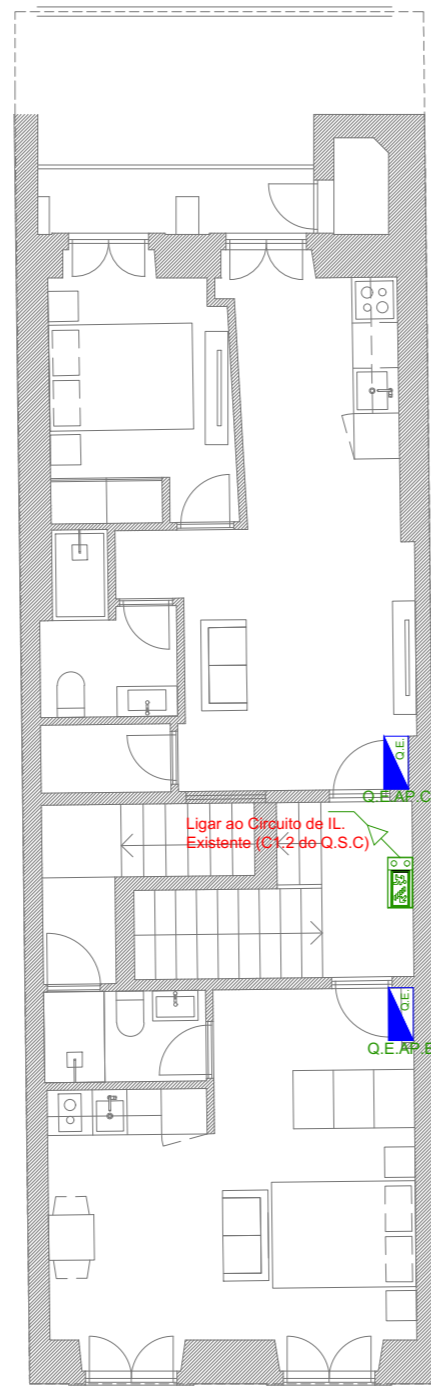 Q.E.
Q.E.AP.C
Ligar ao Circuito de IL.
Existente (C1.2 do Q.S.C)
Q.E.
Q.E.AP.E